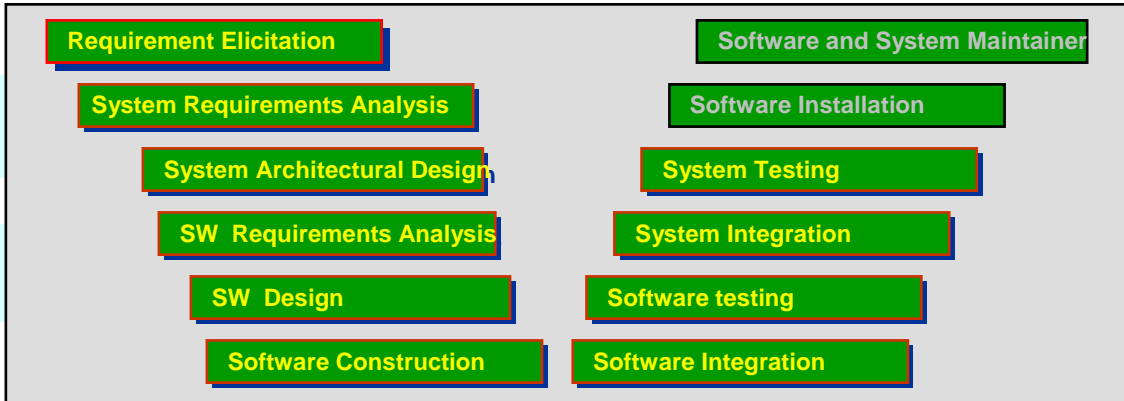 Requirement Elicitation
System Requirements Analysis
System Architectural Design
SW Requirements Analysis
SW Design
Software Construction
Software and System Maintainer
Software Installation
System Testing
System Integration
Software testing
Software Integration